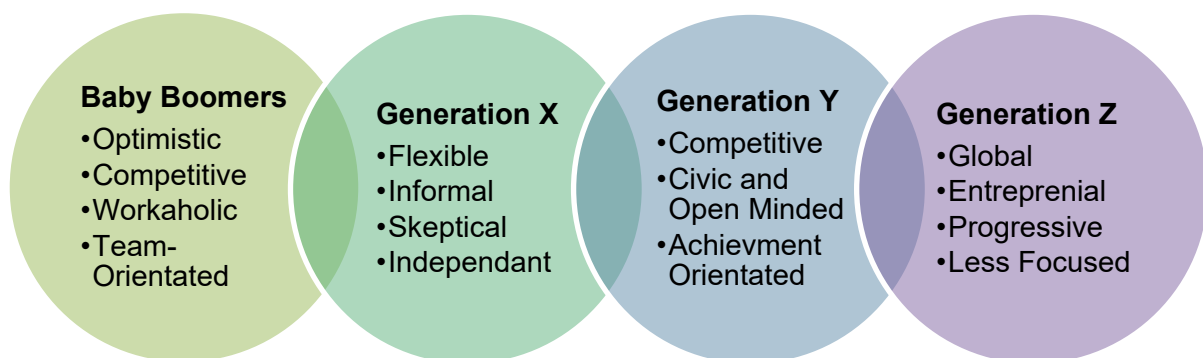 Baby Boomers
•Optimistic
•Competitive
•Workaholic
•Team-
Orientated
Generation X
•Flexible
•Informal
•Skeptical
•Independant
Generation Y
•Competitive
•Civic and
Open Minded
•Achievment
Orientated
Generation Z
•Global
•Entreprenial
•Progressive
•Less Focused